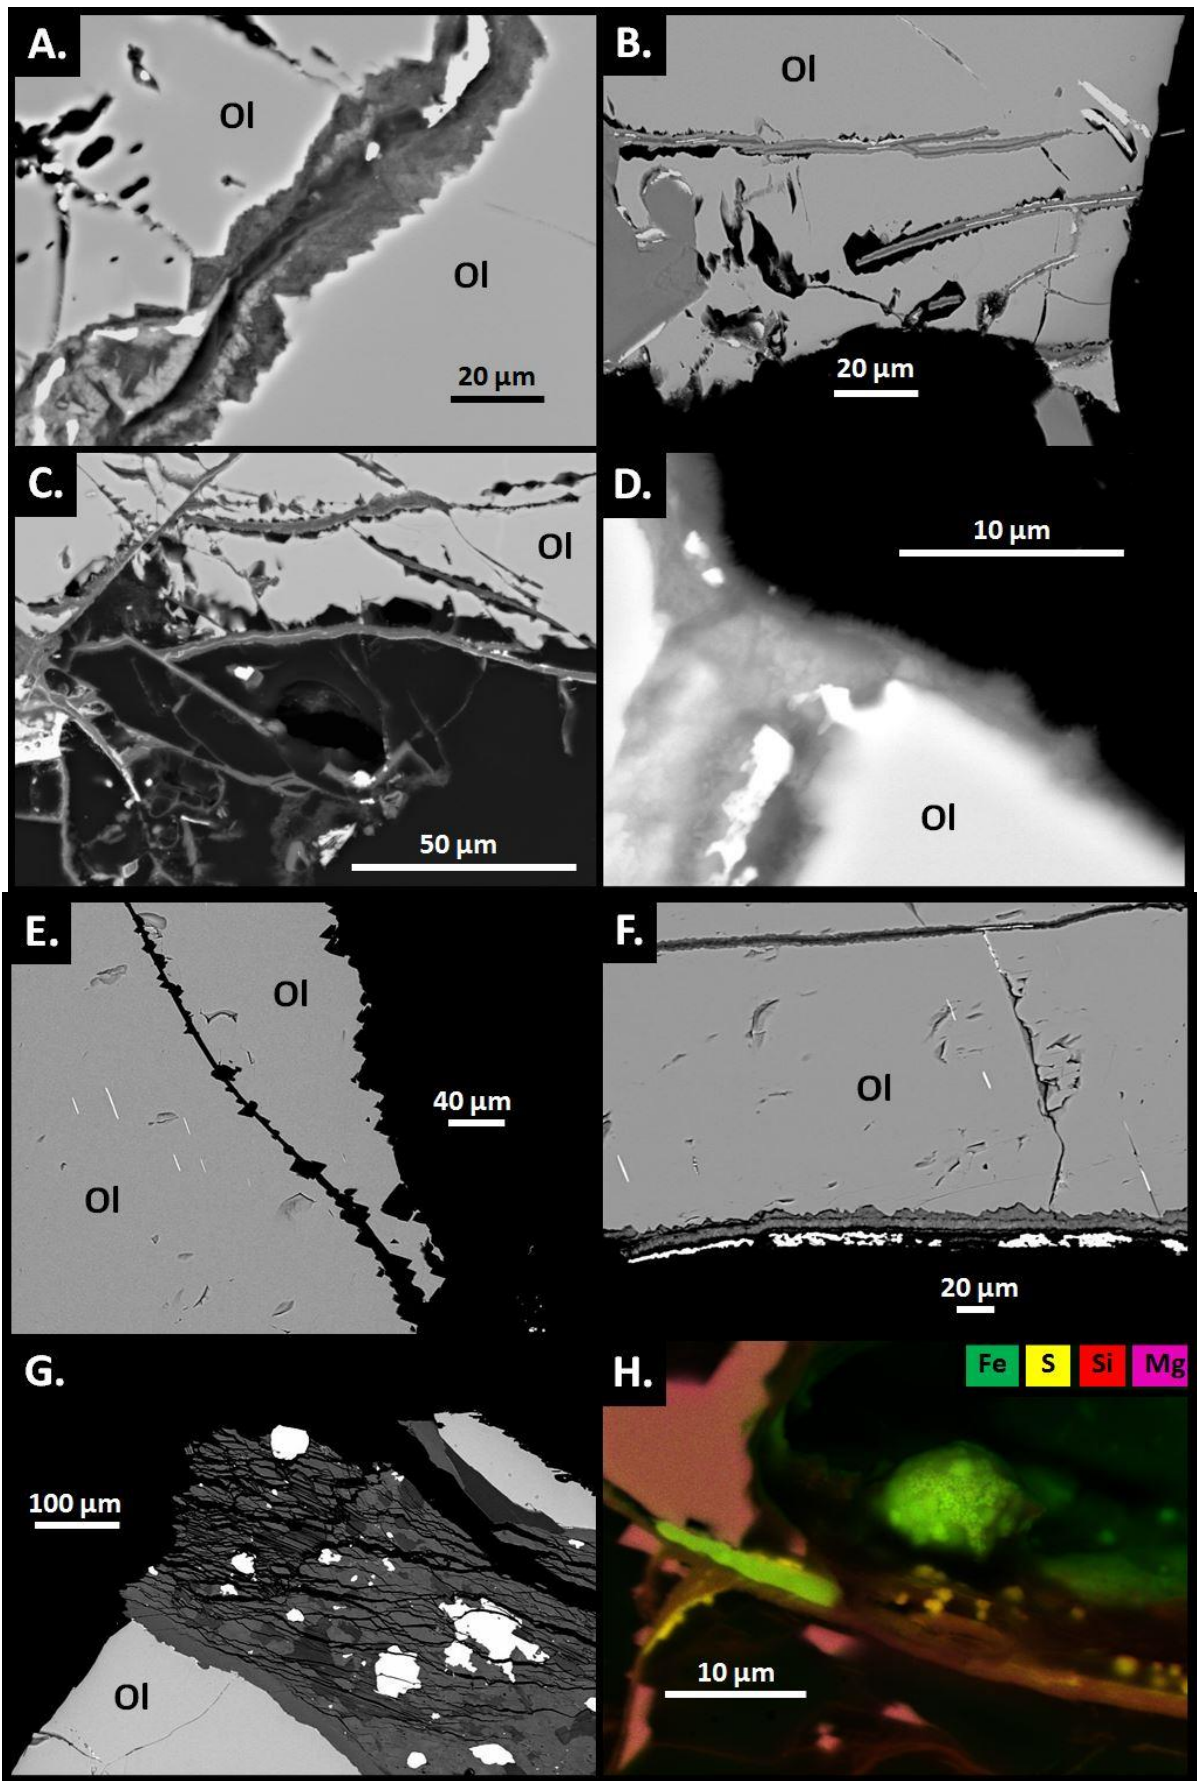 A.
Ol
Ol
20 μm
B.
Ol
20 μm
C.
Ol
50 μm
D.
10 μm
Ol
E.
Ol
Ol
40 μm
F.
Ol
20 μm
G.
100 μm
Ol
H.
Fe S Si Mg
10 μm